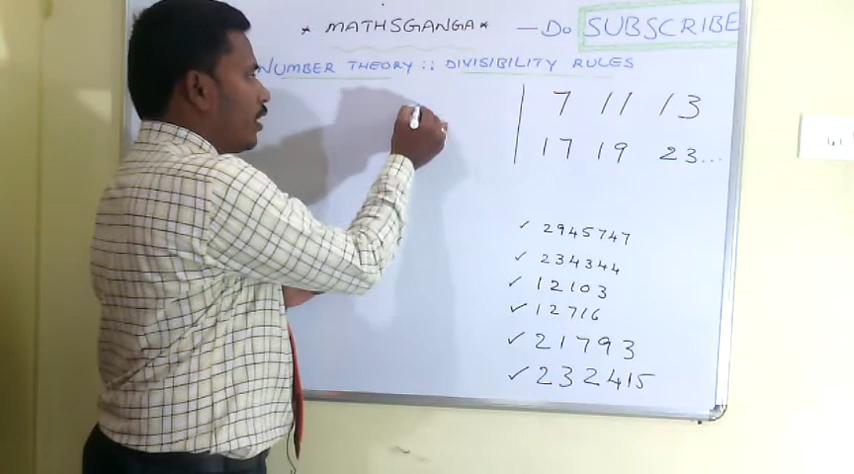 * MATHSGANGA * — Do SUBSCRIBE
NUMBER THEORY :: DIVISIBILITY RULES
7 11 13
17 19 23...
✓ 2945747
✓ 234344
✓ 12103
✓ 12716
✓ 21793
✓ 232415